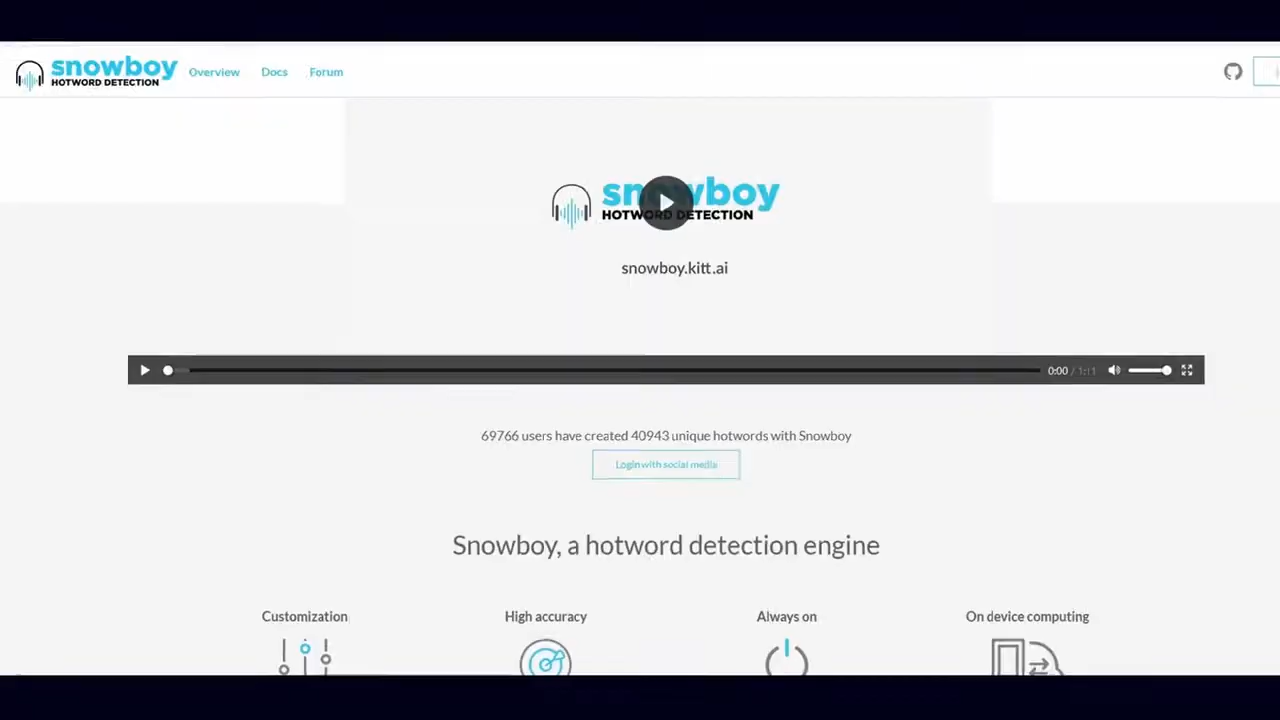 snowboy
HOTWORD DETECTION
Overview Docs Forum
snowboy
HOTWORD DETECTION
snowboy.kitt.ai
0:00 / 1:11
69766 users have created 40943 unique hotwords with Snowboy
Login with social media
Snowboy, a hotword detection engine
Customization High accuracy Always on On device computing